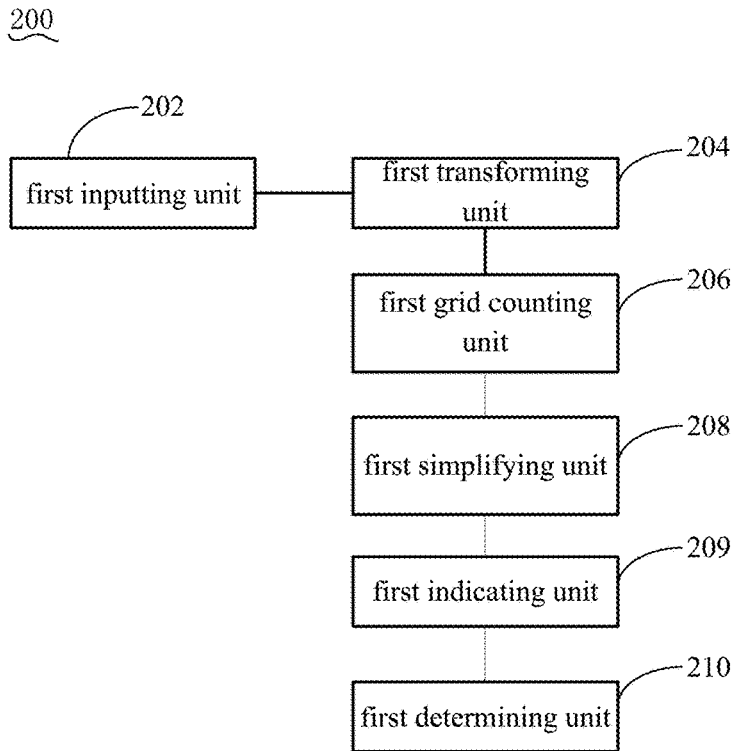 200
202
first inputting unit
204
first transforming
unit
206
first grid counting
unit
208
first simplifying unit
209
first indicating unit
210
first determining unit